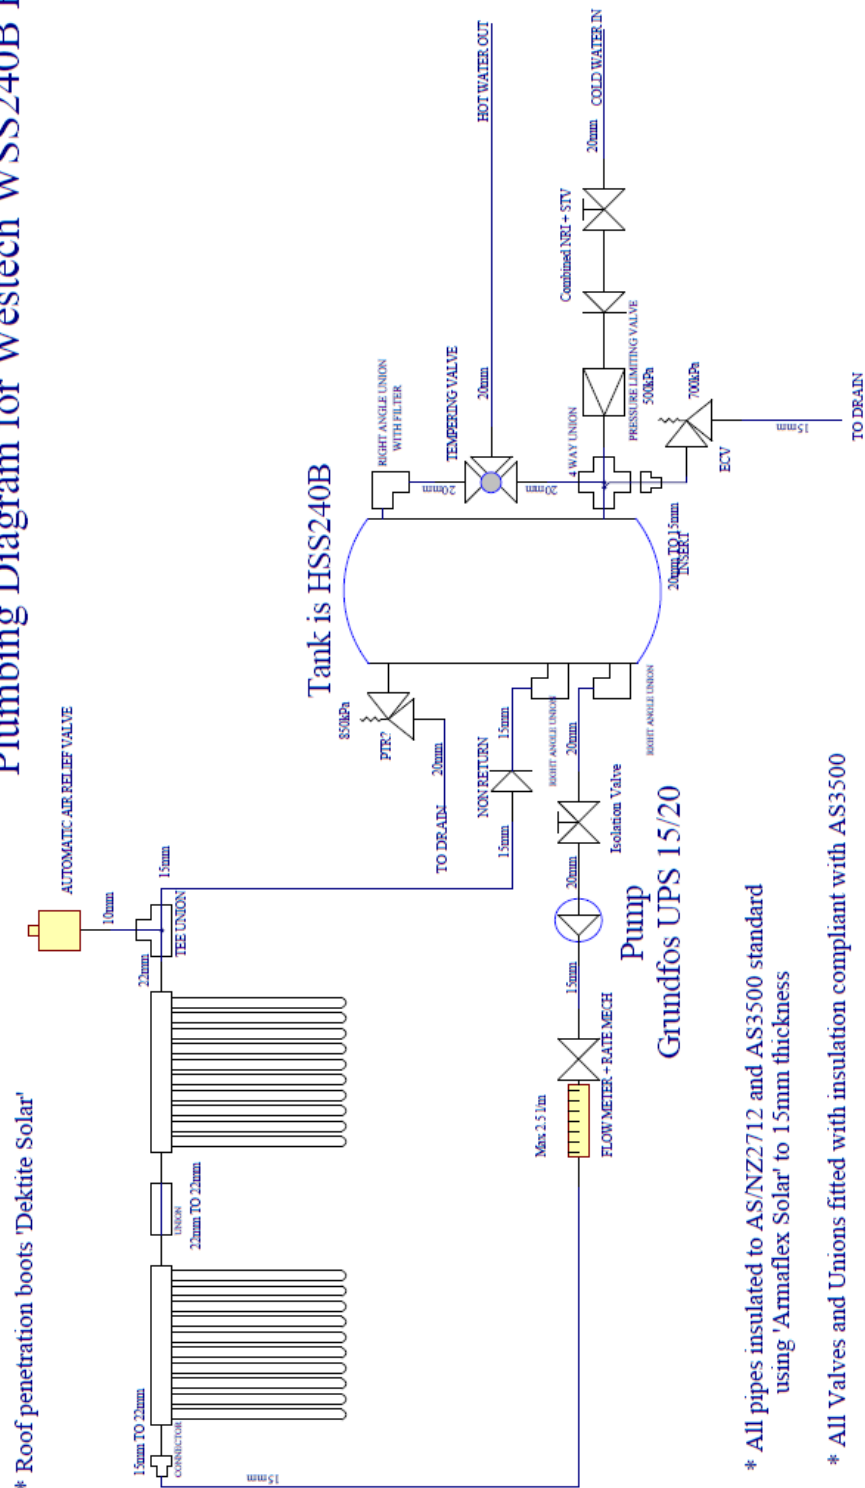 Plumbing Diagram for Westech WSS240B
* Roof penetration boots 'Dektite Solar'
AUTOMATIC AIR RELIEF VALVE
10mm
15mm
22mm
TEE UNION
15mm TO 22mm
CONNECTOR
UNION
22mm TO 22mm
15mm
Tank is HSS240B
850kPa
PTR?
20mm
TO DRAIN
RIGHT ANGLE UNION
WITH FILTER
20mm
TEMPERING VALVE
20mm
HOT WATER OUT
20mm
4 WAY UNION
PRESSURE LIMITING VALVE
500kPa
Combined NRI + STV
20mm
COLD WATER IN
20mm TO 15mm
INSERT
700kPa
ECV
15mm
TO DRAIN
NON RETURN
15mm
15mm
RIGHT ANGLE UNION
20mm
RIGHT ANGLE UNION
Isolation Valve
20mm
15mm
Pump
Grundfos UPS 15/20
Max 2.5 l/m
FLOW METER + RATE MECH
* All pipes insulated to AS/NZ2712 and AS3500 standard
using 'Armaflex Solar' to 15mm thickness
* All Valves and Unions fitted with insulation compliant with AS3500